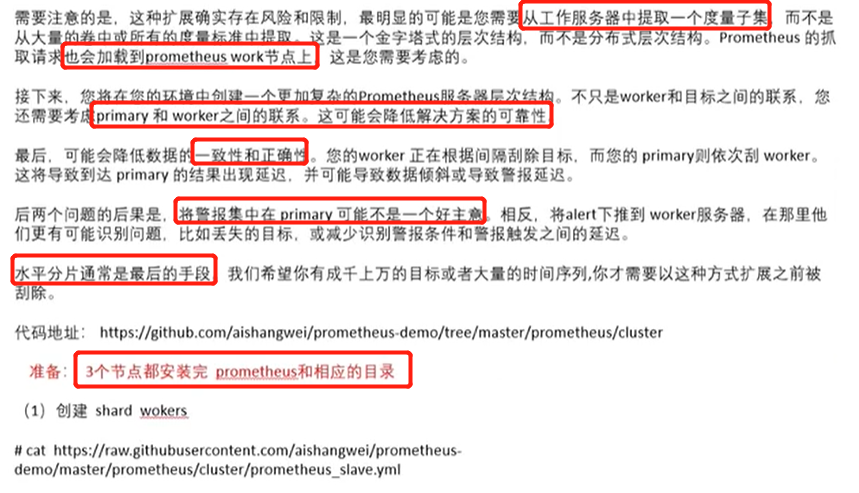 需要注意的是，这种扩展确实存在风险和限制，最明显的可能是您需要从工作服务器中提取一个度量子集，而不是
从大量的卷中或所有的度量标准中提取。这是一个金字塔式的层次结构，而不是分布式层次结构。Prometheus 的抓
取请求也会加载到prometheus work节点上，这是您需要考虑的。
接下来，您将在您的环境中创建一个更加复杂的Prometheus服务器层次结构。不只是worker和目标之间的联系，您
还需要考虑primary 和 worker之间的联系。这可能会降低解决方案的可靠性。
最后，可能会降低数据的一致性和正确性。您的worker 正在根据间隔刮除目标，而您的 primary则依次刮 worker。
这将导致到达 primary 的结果出现延迟，并可能导致数据倾斜或导致警报延迟。
后两个问题的后果是，将警报集中在 primary 可能不是一个好主意。相反，将alert下推到 worker服务器，在那里他
们更有可能识别问题，比如丢失的目标，或减少识别警报条件和警报触发之间的延迟。
水平分片通常是最后的手段，我们希望你有成千上万的目标或者大量的时间序列,你才需要以这种方式扩展之前被
刮除。
代码地址： https://github.com/aishangwei/prometheus-demo/tree/master/prometheus/cluster
准备： 3个节点都安装完 prometheus和相应的目录
（1）创建 shard wokers
# cat https://raw.githubusercontent.com/aishangwei/prometheus-
demo/master/prometheus/cluster/prometheus_slave.yml